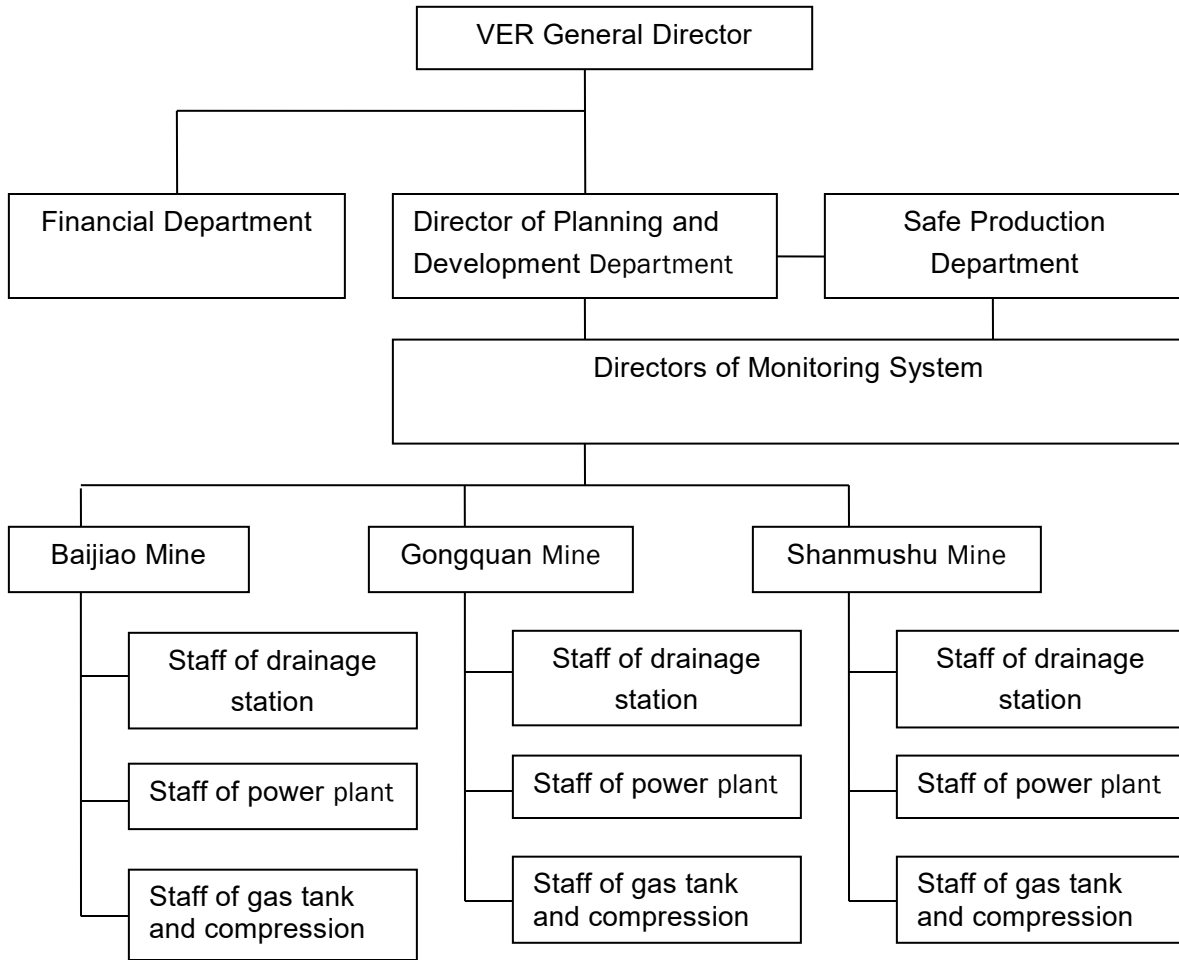 VER General Director
Financial Department
Director of Planning and
Development Department
Safe Production
Department
Directors of Monitoring System
Baijiao Mine
Gongquan Mine
Shanmushu Mine
Staff of drainage
station
Staff of power plant
Staff of gas tank
and compression
Staff of drainage
station
Staff of power plant
Staff of gas tank
and compression
Staff of drainage
station
Staff of power plant
Staff of gas tank
and compression